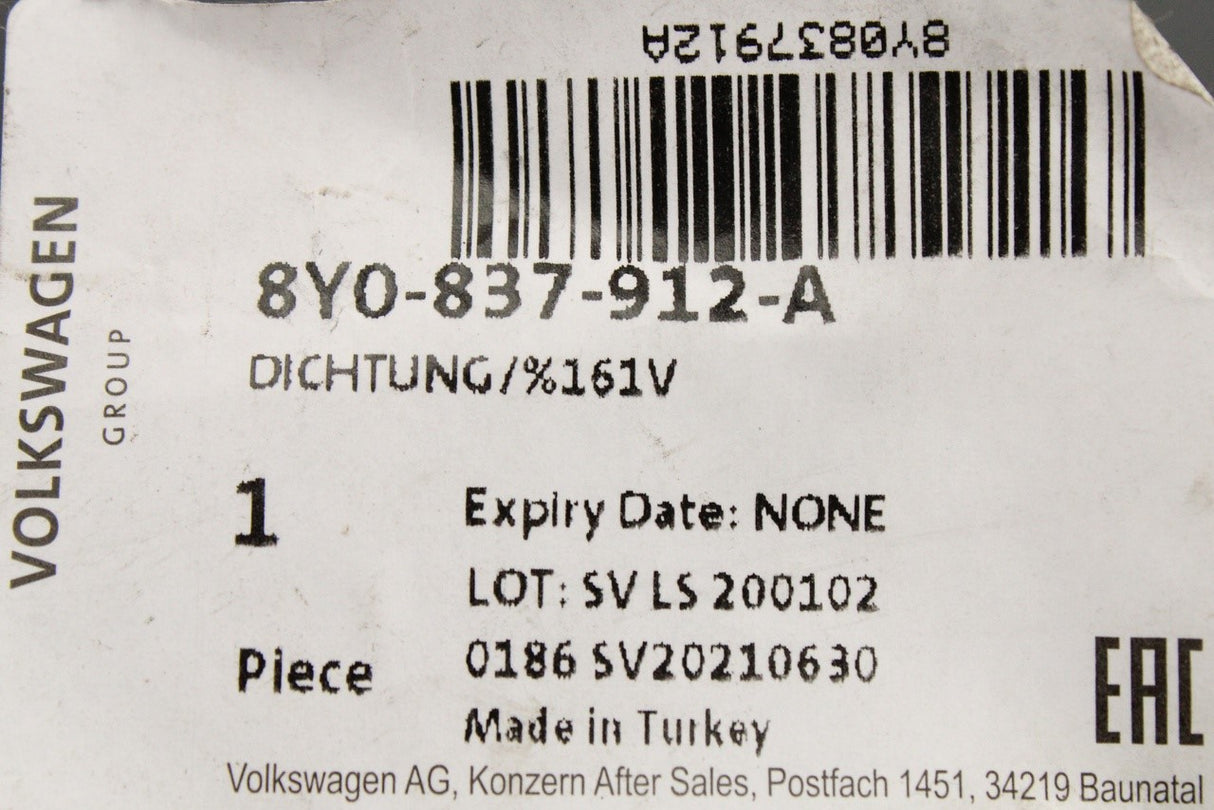 8Y0837912A
VOLKSWAGEN
GROUP
8Y0-837-912-A
DICHTUNG/%161V
1
Expiry Date: NONE
LOT: SV LS 200102
Piece
0186 SV20210630
Made in Turkey
EAC
Volkswagen AG, Konzern After Sales, Postfach 1451, 34219 Baunatal